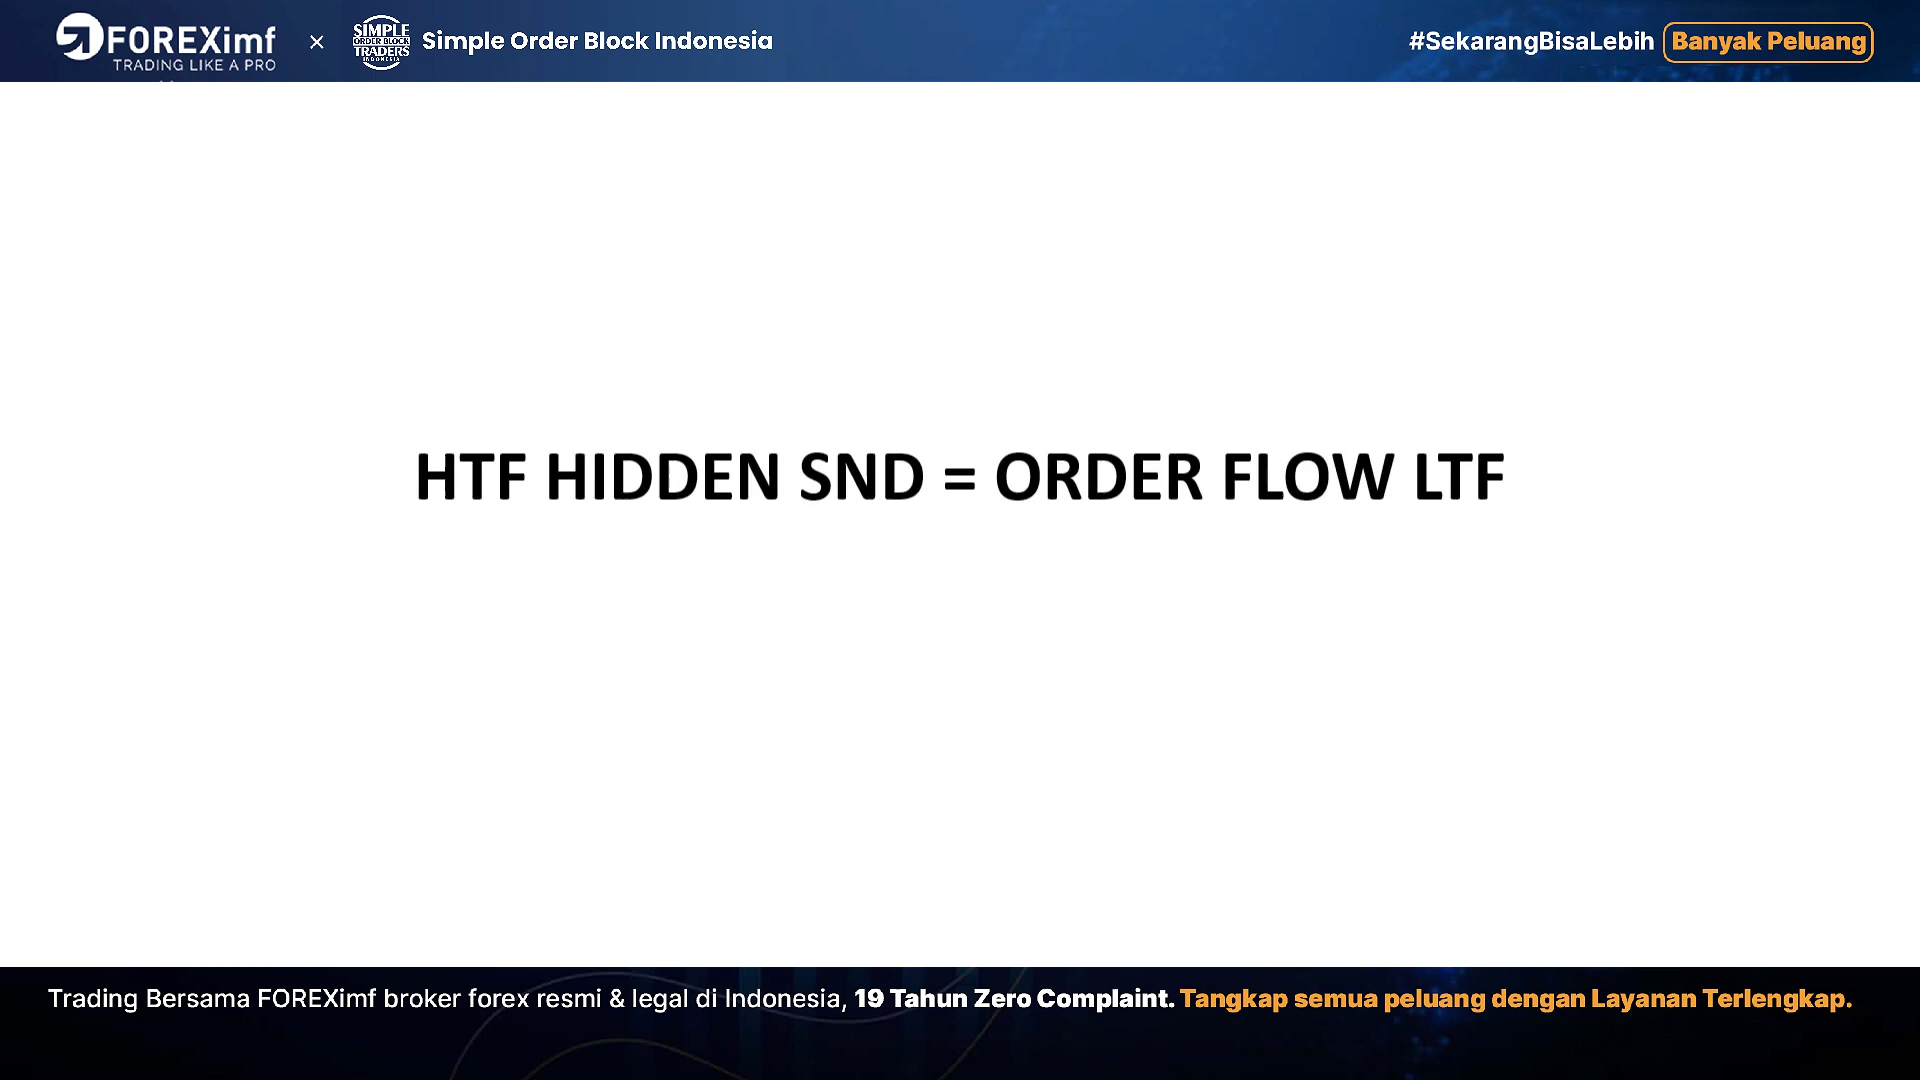 FOREXimf
TRADING LIKE A PRO
×
SIMPLE
ORDER BLOCK
TRADERS
INDONESIA
Simple Order Block Indonesia
#SekarangBisaLebih Banyak Peluang
HTF HIDDEN SND = ORDER FLOW LTF
Trading Bersama FOREXimf broker forex resmi & legal di Indonesia, 19 Tahun Zero Complaint. Tangkap semua peluang dengan Layanan Terlengkap.